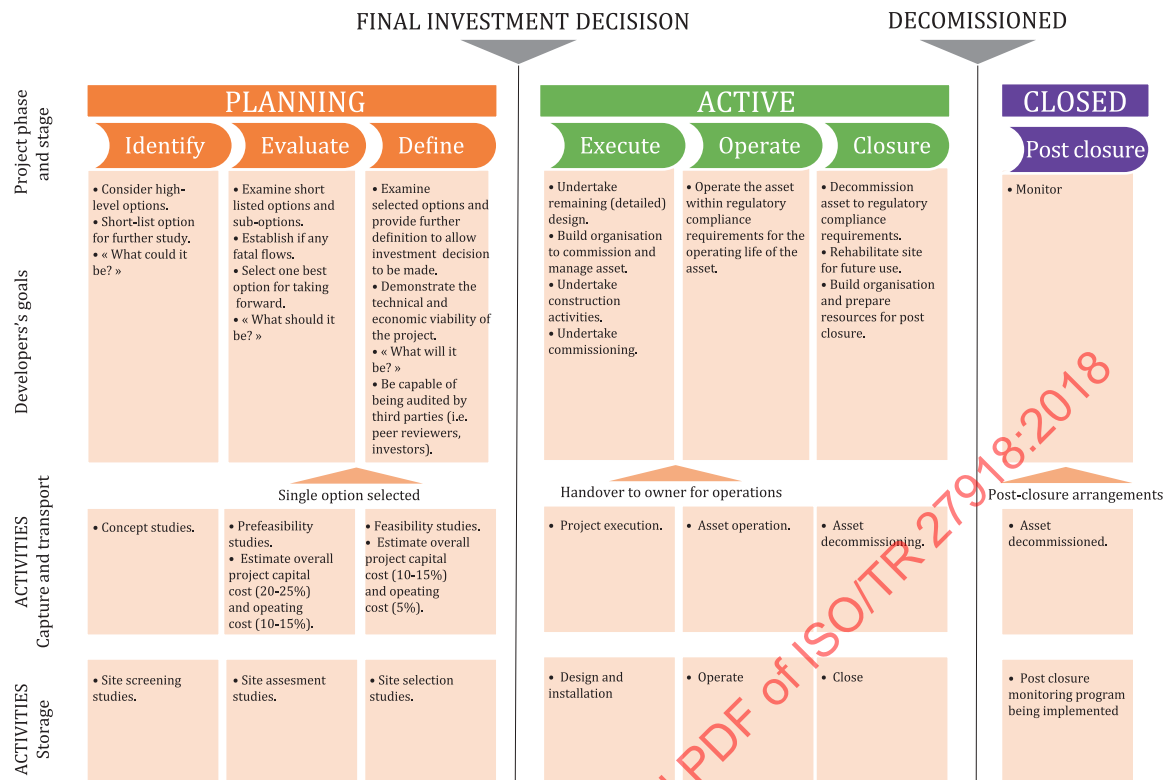 FINAL INVESTMENT DECISISON
DECOMISSIONED
Project phase
and stage
PLANNING
ACTIVE
CLOSED
Identify
Evaluate
Define
Execute
Operate
Closure
Post closure
Developers's goals
• Consider high-
level options.
• Short-list option
for further study.
• « What could it
be? »
• Examine short
listed options and
sub-options.
• Establish if any
fatal flows.
• Select one best
option for taking
forward.
• « What should it
be? »
• Examine
selected options and
provide further
definition to allow
investment decision
to be made.
• Demonstrate the
technical and
economic viability of
the project.
• « What will it
be? »
• Be capable of
being audited by
third parties (i.e.
peer reviewers,
investors).
• Undertake
remaining (detailed)
design.
• Build organisation
to commission and
manage asset.
• Undertake
construction
activities.
• Undertake
commissioning.
• Operate the asset
within regulatory
compliance
requirements for the
operating life of the
asset.
• Decommission
asset to regulatory
compliance
requirements.
• Rehabilitate site
for future use.
• Build organisation
and prepare
resources for post
closure.
• Monitor
Single option selected
Handover to owner for operations
Post-closure arrangements
ACTIVITIES
Capture and transport
• Concept studies.
• Prefeasibility
studies.
• Estimate overall
project capital
cost (20-25%)
and opeating
cost (10-15%).
• Feasibility studies.
• Estimate overall
project capital
cost (10-15%)
and opeating
cost (5%).
• Project execution.
• Asset operation.
• Asset
decommissioning.
• Asset
decommissioned.
ACTIVITIES
Storage
• Site screening
studies.
• Site assesment
studies.
• Site selection
studies.
• Design and
installation
• Operate
• Close
• Post closure
monitoring program
being implemented
PDF of ISO/TR 27918:2018